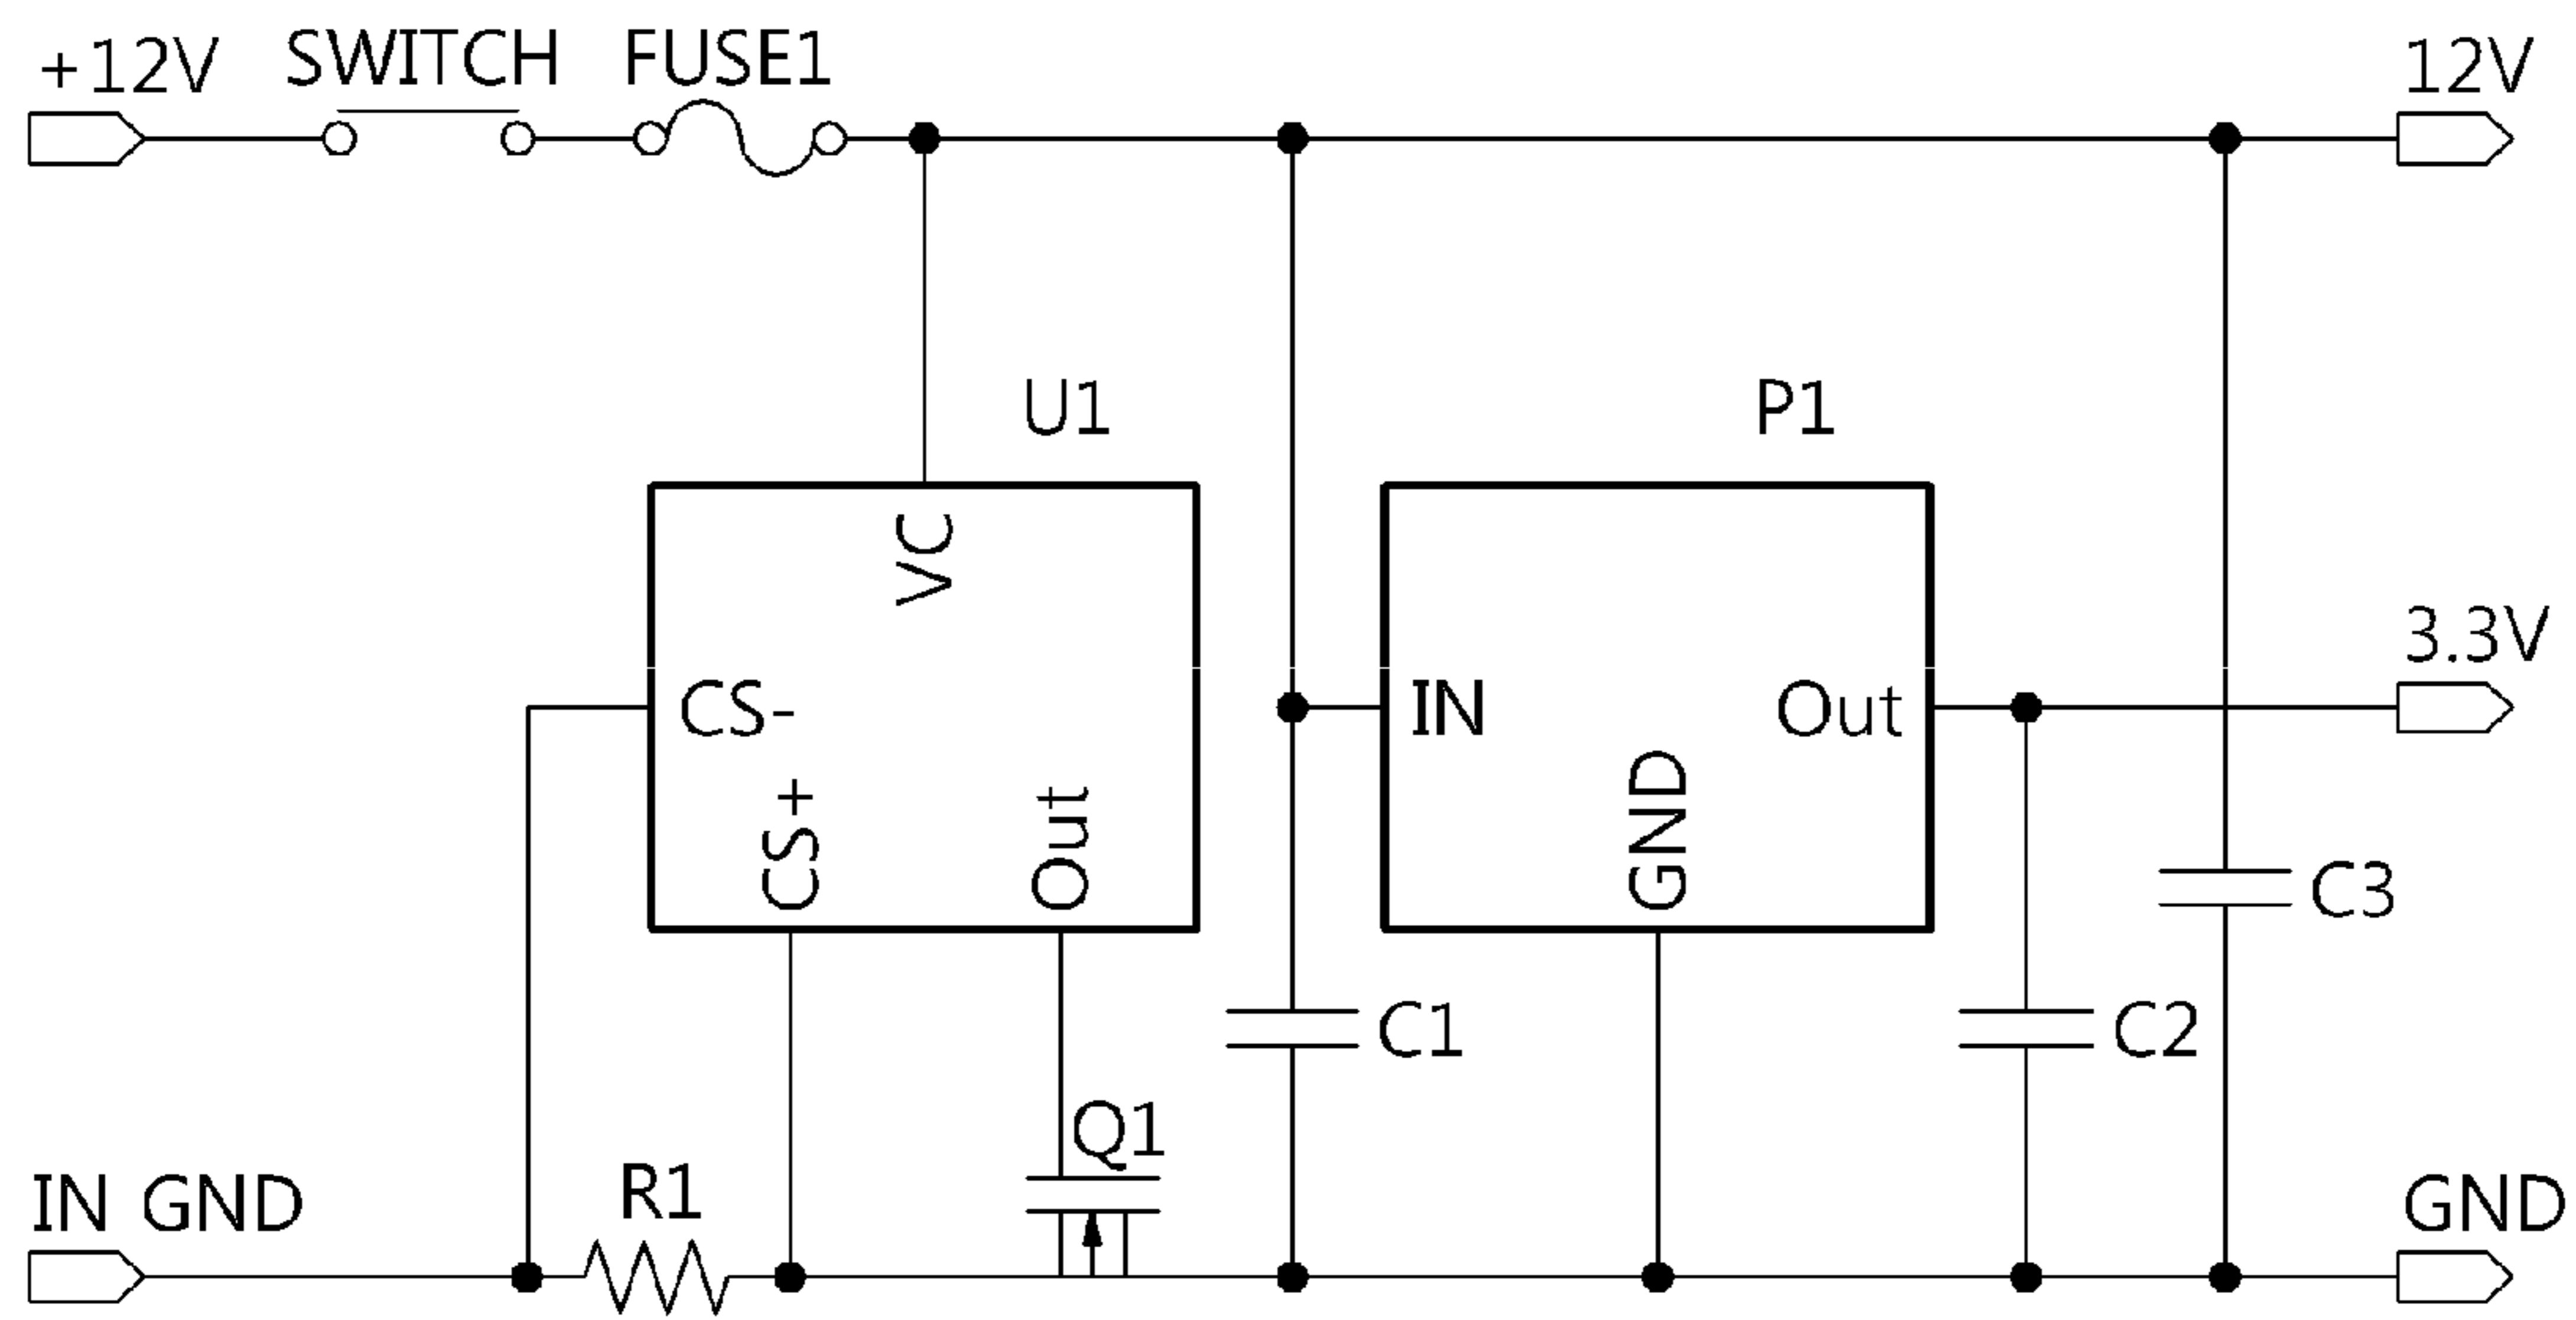 +12V
SWITCH
FUSE1
12V
U1
P1
VC
3.3V
CS-
IN
Out
CS+
Out
GND
C3
C1
C2
Q1
IN GND
R1
GND